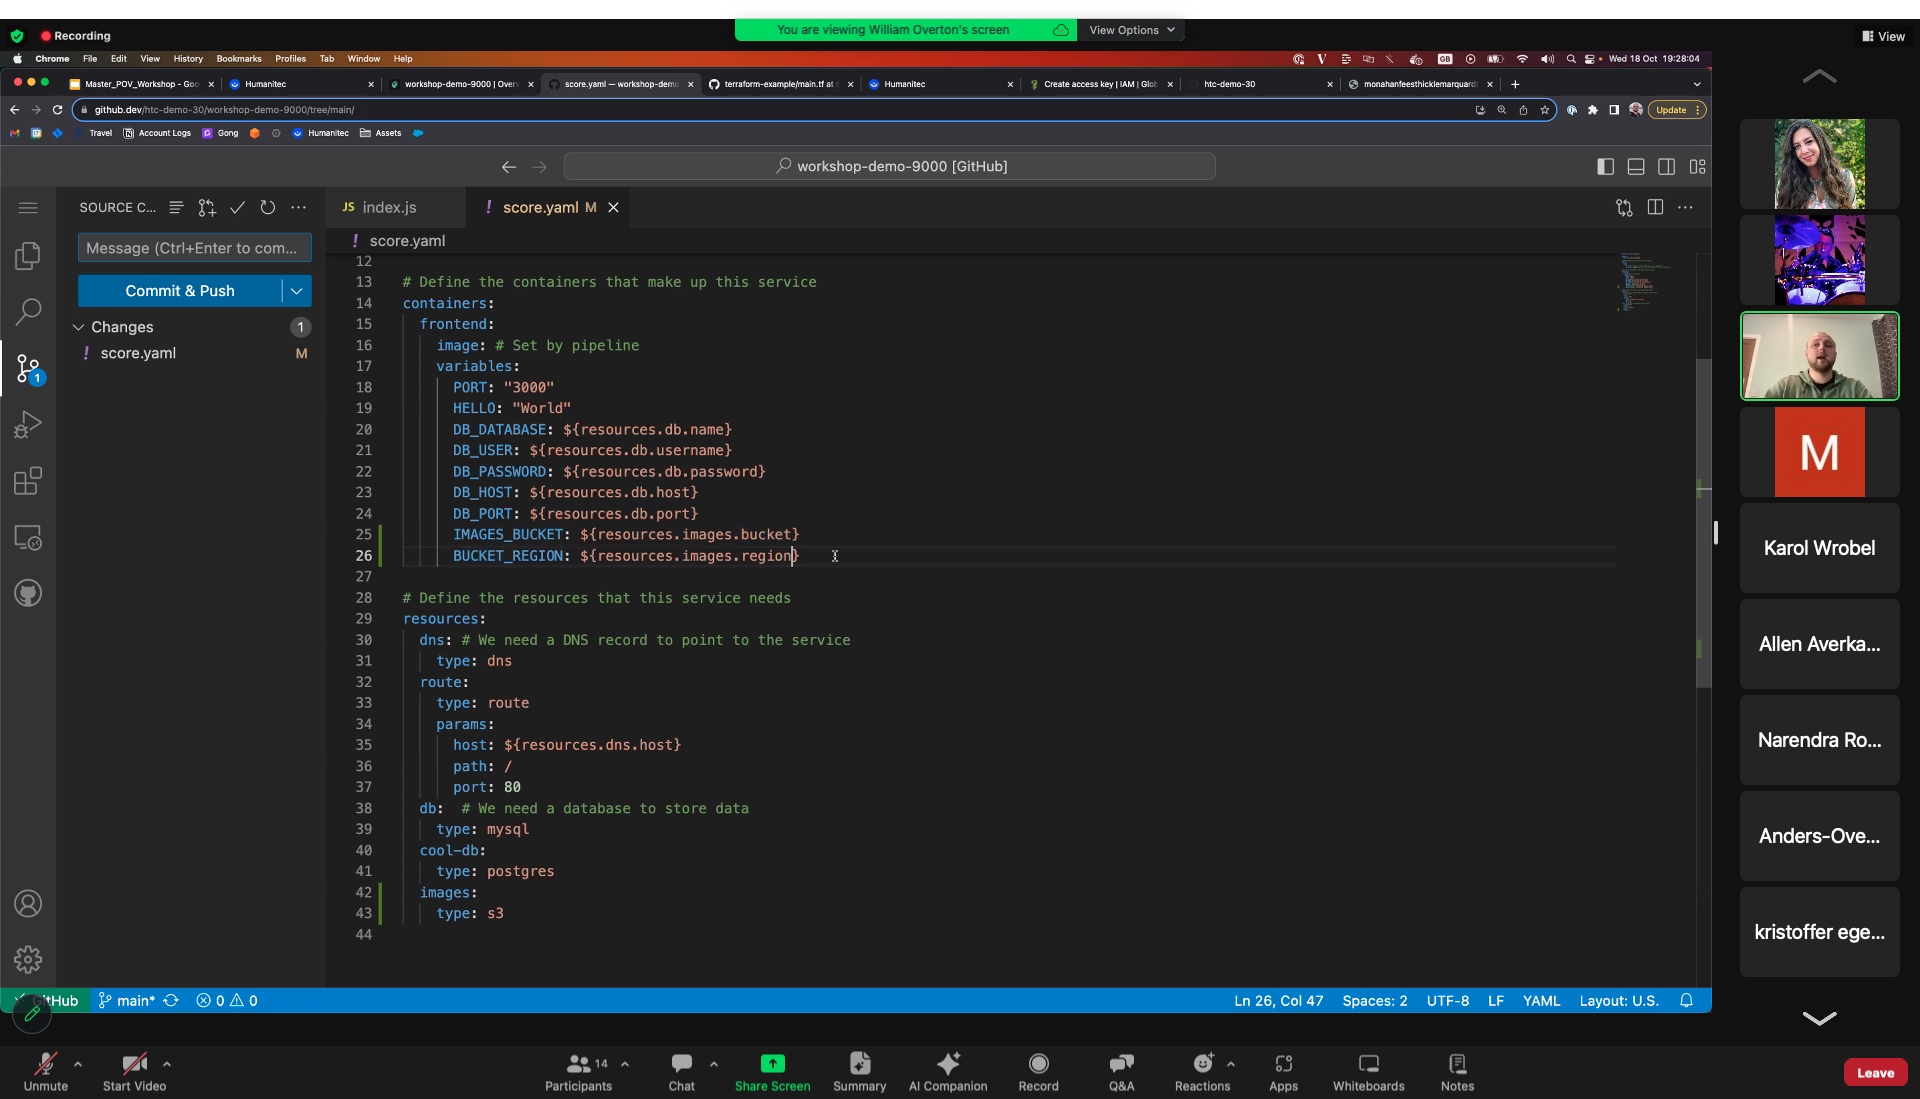 You are viewing William Overton's screen
View Options
Recording
View
Chrome File Edit View History Bookmarks Profiles Tab Window Help
GB
Wed 18 Oct 19:28:04
Master_POV_Workshop - Goo
Humanitec
workshop-demo-9000 | Overv
score.yaml — workshop-demo
terraform-example/main.tf at m
Humanitec
Create access key | IAM | Glob
htc-demo-30
monahanfeesthicklemarquardt
github.dev/htc-demo-30/workshop-demo-9000/tree/main/
Update
Travel
Account Logs
Gong
Humanitec
Assets
workshop-demo-9000 [GitHub]
SOURCE C...
JS index.js
! score.yaml M
! score.yaml
Message (Ctrl+Enter to com...
Commit & Push
Changes 1
! score.yaml M
1
12
13 # Define the containers that make up this service
14 containers:
15 frontend:
16 image: # Set by pipeline
17 variables:
18 PORT: "3000"
19 HELLO: "World"
20 DB_DATABASE: ${resources.db.name}
21 DB_USER: ${resources.db.username}
22 DB_PASSWORD: ${resources.db.password}
23 DB_HOST: ${resources.db.host}
24 DB_PORT: ${resources.db.port}
25 IMAGES_BUCKET: ${resources.images.bucket}
26 BUCKET_REGION: ${resources.images.region}
27
28 # Define the resources that this service needs
29 resources:
30 dns: # We need a DNS record to point to the service
31 type: dns
32 route:
33 type: route
34 params:
35 host: ${resources.dns.host}
36 path: /
37 port: 80
38 db: # We need a database to store data
39 type: mysql
40 cool-db:
41 type: postgres
42 images:
43 type: s3
44
GitHub
main*
0 0
Ln 26, Col 47
Spaces: 2
UTF-8
LF
YAML
Layout: U.S.
M
Karol Wrobel
Allen Averka...
Narendra Ro...
Anders-Ove...
kristoffer ege...
Unmute
Start Video
Participants 14
Chat
Share Screen
Summary
AI Companion
Record
Q&A
Reactions
Apps
Whiteboards
Notes
Leave